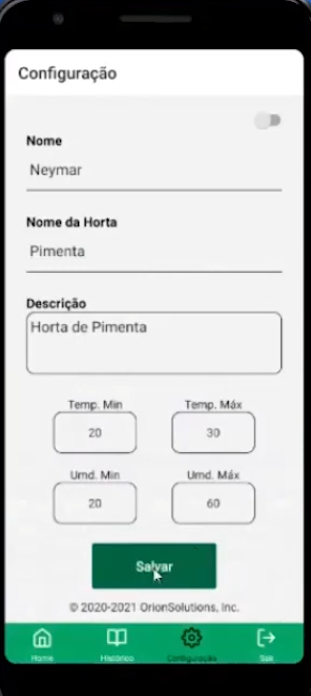 Configuração
Nome
Neymar
Nome da Horta
Pimenta
Descrição
Horta de Pimenta
Temp. Min
Temp. Máx
20
30
Umd. Min
Umd. Máx
20
60
Salvar
© 2020-2021 OrionSolutions, Inc.
Home
Histórico
Configuração
Sair